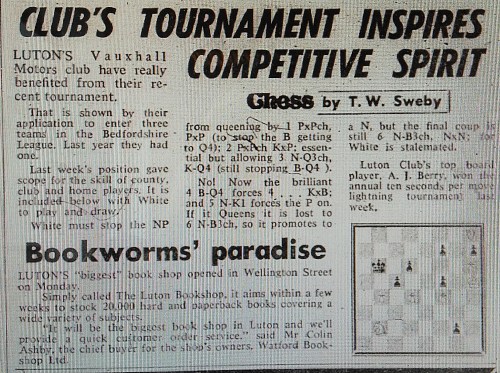 CLUB'S TOURNAMENT INSPIRES
COMPETITIVE SPIRIT
LUTON'S Vauxhall
Motors club have really
benefited from their re-
cent tournament.
That is shown by their
application to enter three
teams in the Bedfordshire
League. Last year they had
one.
Last week's position gave
scope for the skill of county,
club and home players. It is
included below with White
to play and draw.
White must stop the NP
Chess by T. W. Sweby
from queening by 1 PxPch,
PxP (to stop the B getting
to Q4); 2 PxPch KxP; essen-
tial but allowing 3 N-Q3ch,
K-Q4 (still stopping B-Q4).
No! Now the brilliant
4 B-Q4 forces 4 . . . KxB;
and 5 N-K1 forces the P on.
If it Queens it is lost to
6 N-B3ch, so it promotes to
a N, but the final coup is
still 6 N-B3ch, NxN; for
White is stalemated.
Luton Club's top board
player, A. J. Berry, won the
annual ten seconds per move
lightning tournament last
week.
Bookworms' paradise
LUTON'S "biggest" book shop opened in Wellington Street
on Monday.
Simply called The Luton Bookshop, it aims within a few
weeks to stock 20,000 hard and paperback books covering a
wide variety of subjects.
"It will be the biggest book shop in Luton and we'll
provide a quick customer order service," said Mr Colin
Ashby, the chief buyer for the shop's owners, Watford Book-
shop Ltd.